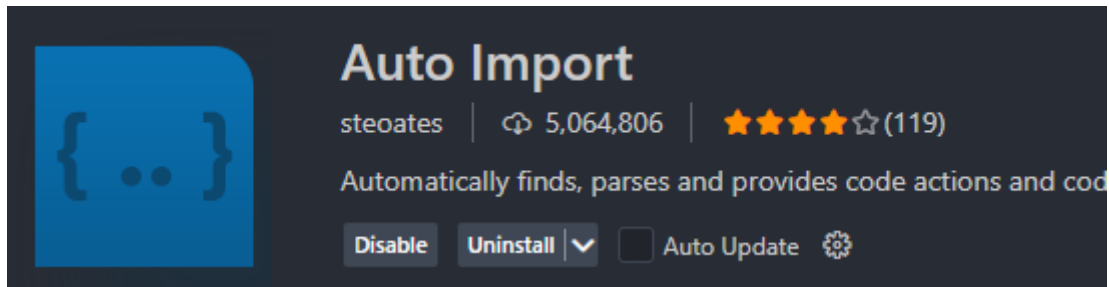 { .. }
Auto Import
steoates 5,064,806 (119)
Automatically finds, parses and provides code actions and cod
Disable Uninstall Auto Update